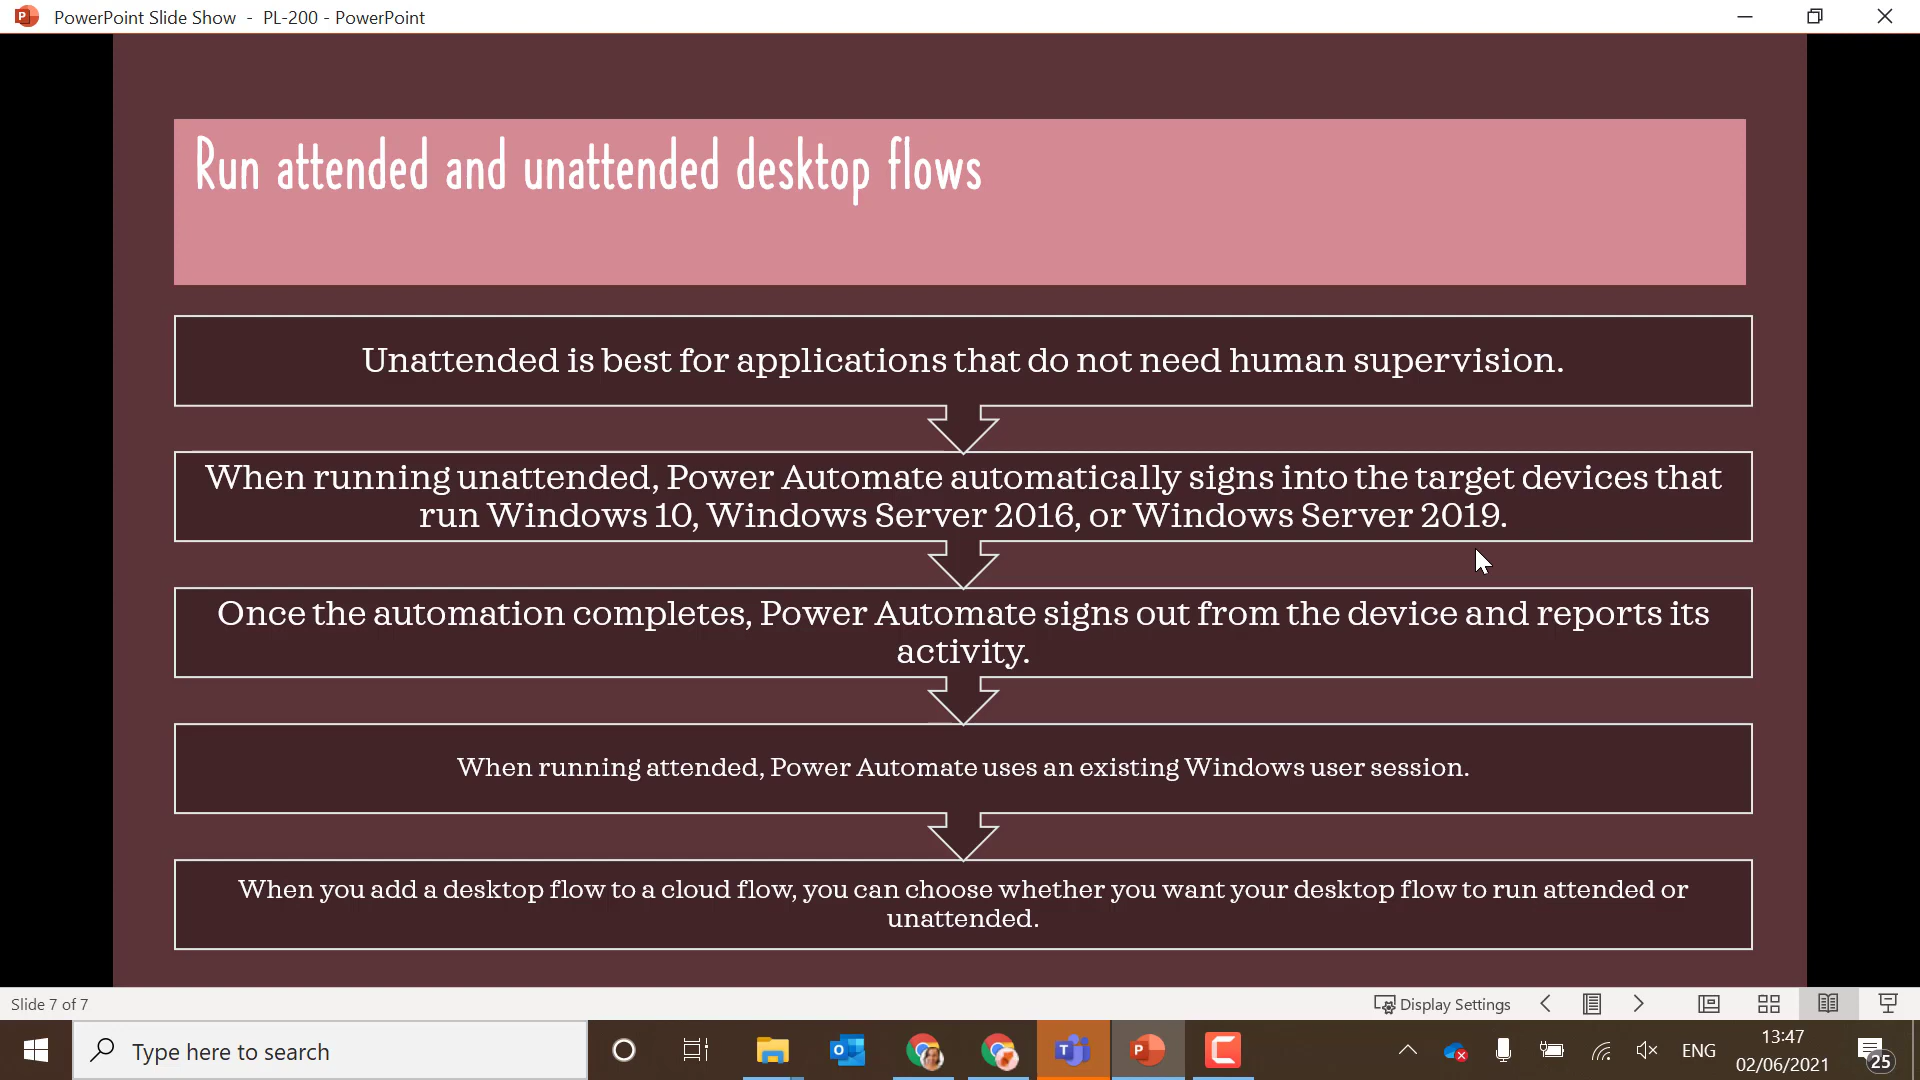 PowerPoint Slide Show - PL-200 - PowerPoint
Run attended and unattended desktop flows
Unattended is best for applications that do not need human supervision.
When running unattended, Power Automate automatically signs into the target devices that
run Windows 10, Windows Server 2016, or Windows Server 2019.
Once the automation completes, Power Automate signs out from the device and reports its
activity.
When running attended, Power Automate uses an existing Windows user session.
When you add a desktop flow to a cloud flow, you can choose whether you want your desktop flow to run attended or
unattended.
Slide 7 of 7
Display Settings
Type here to search
ENG
13:47
02/06/2021
25